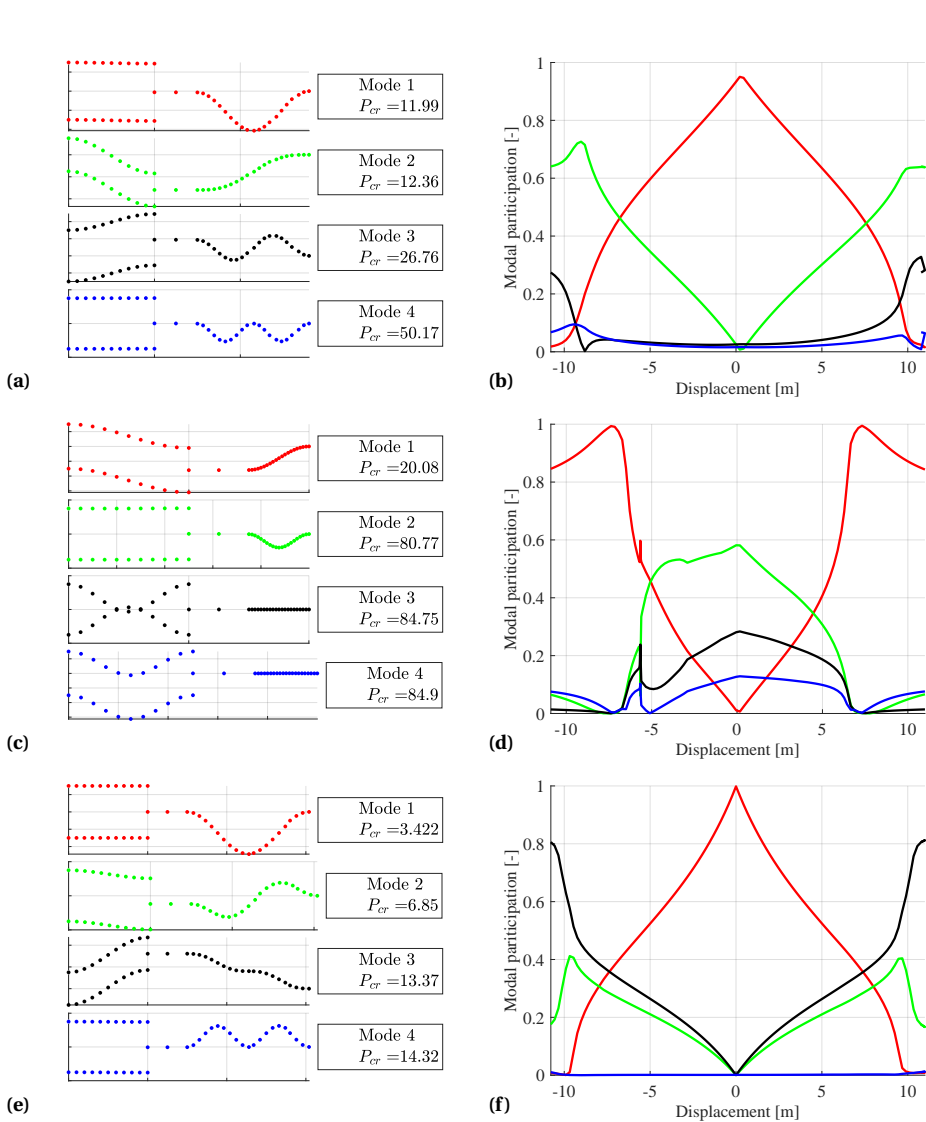 Mode 1
P_cr =11.99
Mode 2
P_cr =12.36
Mode 3
P_cr =26.76
Mode 4
P_cr =50.17
(a)
1
0.8
0.6
0.4
0.2
0
Modal pariticipation [-]
-10 -5 0 5 10
Displacement [m]
(b)
Mode 1
P_cr =20.08
Mode 2
P_cr =80.77
Mode 3
P_cr =84.75
Mode 4
P_cr =84.9
(c)
1
0.8
0.6
0.4
0.2
0
Modal pariticipation [-]
-10 -5 0 5 10
Displacement [m]
(d)
Mode 1
P_cr =3.422
Mode 2
P_cr =6.85
Mode 3
P_cr =13.37
Mode 4
P_cr =14.32
(e)
1
0.8
0.6
0.4
0.2
0
Modal pariticipation [-]
-10 -5 0 5 10
Displacement [m]
(f)